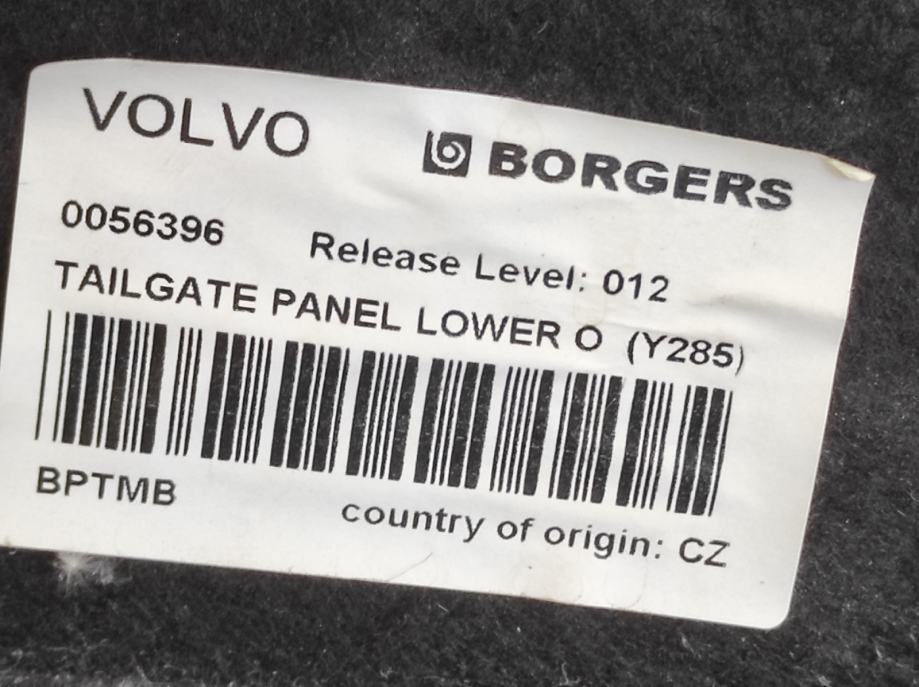 VOLVO BORGERS
0056396 Release Level: 012
TAILGATE PANEL LOWER O (Y285)
BPTMB country of origin: CZ